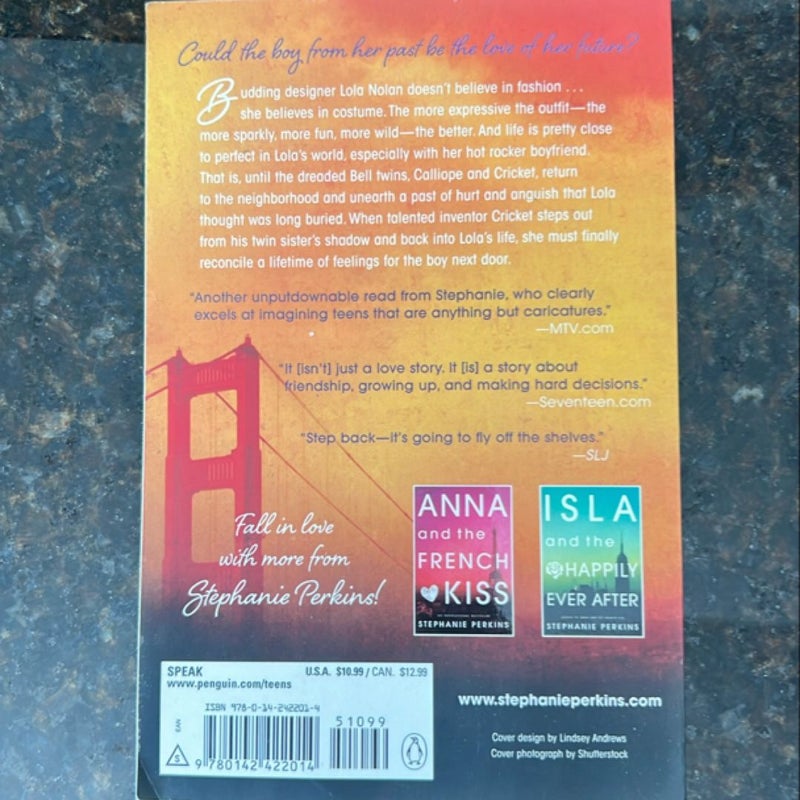 Could the boy from her past be the love of her future?
Budding designer Lola Nolan doesn't believe in fashion . . .
she believes in costume. The more expressive the outfit—the
more sparkly, more fun, more wild—the better. And life is pretty close
to perfect in Lola's world, especially with her hot rocker boyfriend.
That is, until the dreaded Bell twins, Calliope and Cricket, return
to the neighborhood and unearth a past of hurt and anguish that Lola
thought was long buried. When talented inventor Cricket steps out
from his twin sister's shadow and back into Lola's life, she must finally
reconcile a lifetime of feelings for the boy next door.
"Another unputdownable read from Stephanie, who clearly
excels at imagining teens that are anything but caricatures."
—MTV.com
"It [isn't] just a love story. It [is] a story about
friendship, growing up, and making hard decisions."
—Seventeen.com
"Step back—it's going to fly off the shelves."
—SLJ
Fall in love
with more from
Stephanie Perkins!
ANNA
and the
FRENCH
KISS
STEPHANIE PERKINS
ISLA
and the
HAPPILY
EVER AFTER
STEPHANIE PERKINS
SPEAK
www.penguin.com/teens
U.S.A. $10.99 / CAN. $12.99
ISBN 978-0-14-242201-4
51099
EAN
S
9 780142 422014
www.stephanieperkins.com
Cover design by Lindsey Andrews
Cover photograph by Shutterstock